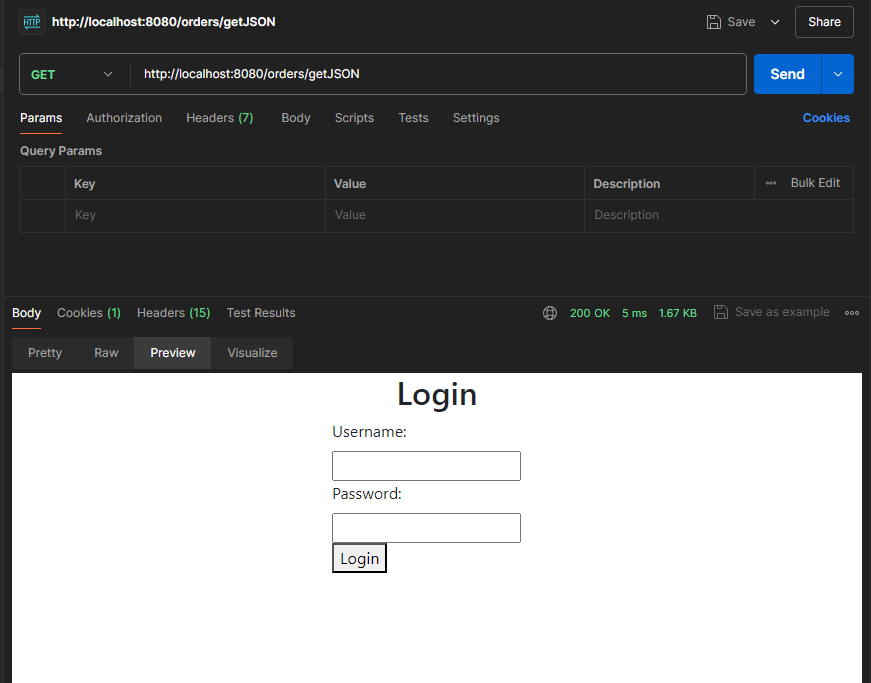 HTTP http://localhost:8080/orders/getJSON Save Share
GET http://localhost:8080/orders/getJSON Send
Params Authorization Headers (7) Body Scripts Tests Settings Cookies
Query Params
Key Value Description Bulk Edit
Key Value Description
Body Cookies (1) Headers (15) Test Results 200 OK 5 ms 1.67 KB Save as example
Pretty Raw Preview Visualize
Login
Username:
Password:
Login